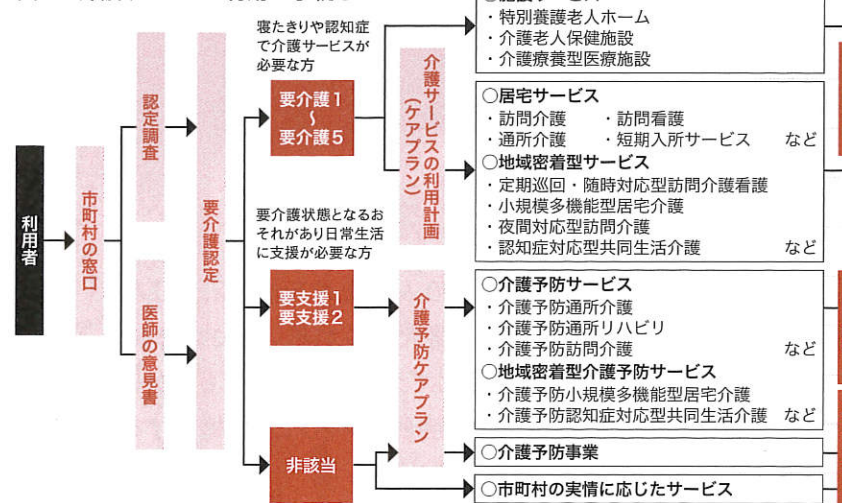 利用者
市町村の窓口
認定調査
医師の意見書
要介護認定
寝たきりや認知症
で介護サービスが
必要な方
要介護1
〜
要介護5
要介護状態となるお
それがあり日常生活
に支援が必要な方
要支援1
要支援2
非該当
介護サービスの利用計画
(ケアプラン)
介護予防ケアプラン
・特別養護老人ホーム
・介護老人保健施設
・介護療養型医療施設
○居宅サービス
・訪問介護 ・訪問看護
・通所介護 ・短期入所サービス など
○地域密着型サービス
・定期巡回・随時対応型訪問介護看護
・小規模多機能型居宅介護
・夜間対応型訪問介護
・認知症対応型共同生活介護 など
○介護予防サービス
・介護予防通所介護
・介護予防通所リハビリ
・介護予防訪問介護 など
○地域密着型介護予防サービス
・介護予防小規模多機能型居宅介護
・介護予防認知症対応型共同生活介護 など
○介護予防事業
○市町村の実情に応じたサービス